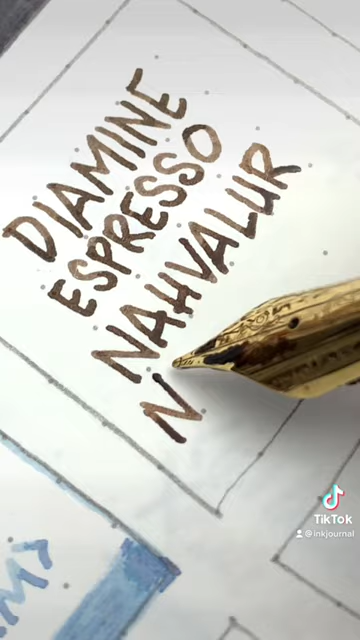 DIAMINE
ESPRESSO
NAHVALUR
N
TikTok
@inkjournal